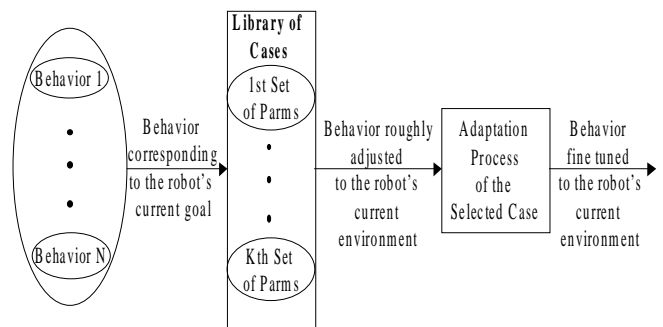 Behavior 1
Behavior N
Behavior
corresponding
to the robot's
current goal
Library of
Cases
1st Set
of Parms
Kth Set
of Parms
Behavior roughly
adjusted
to the robot's
current
environment
Adaptation
Process
of the
Selected Case
Behavior
fine tuned
to the robot's
current
environment